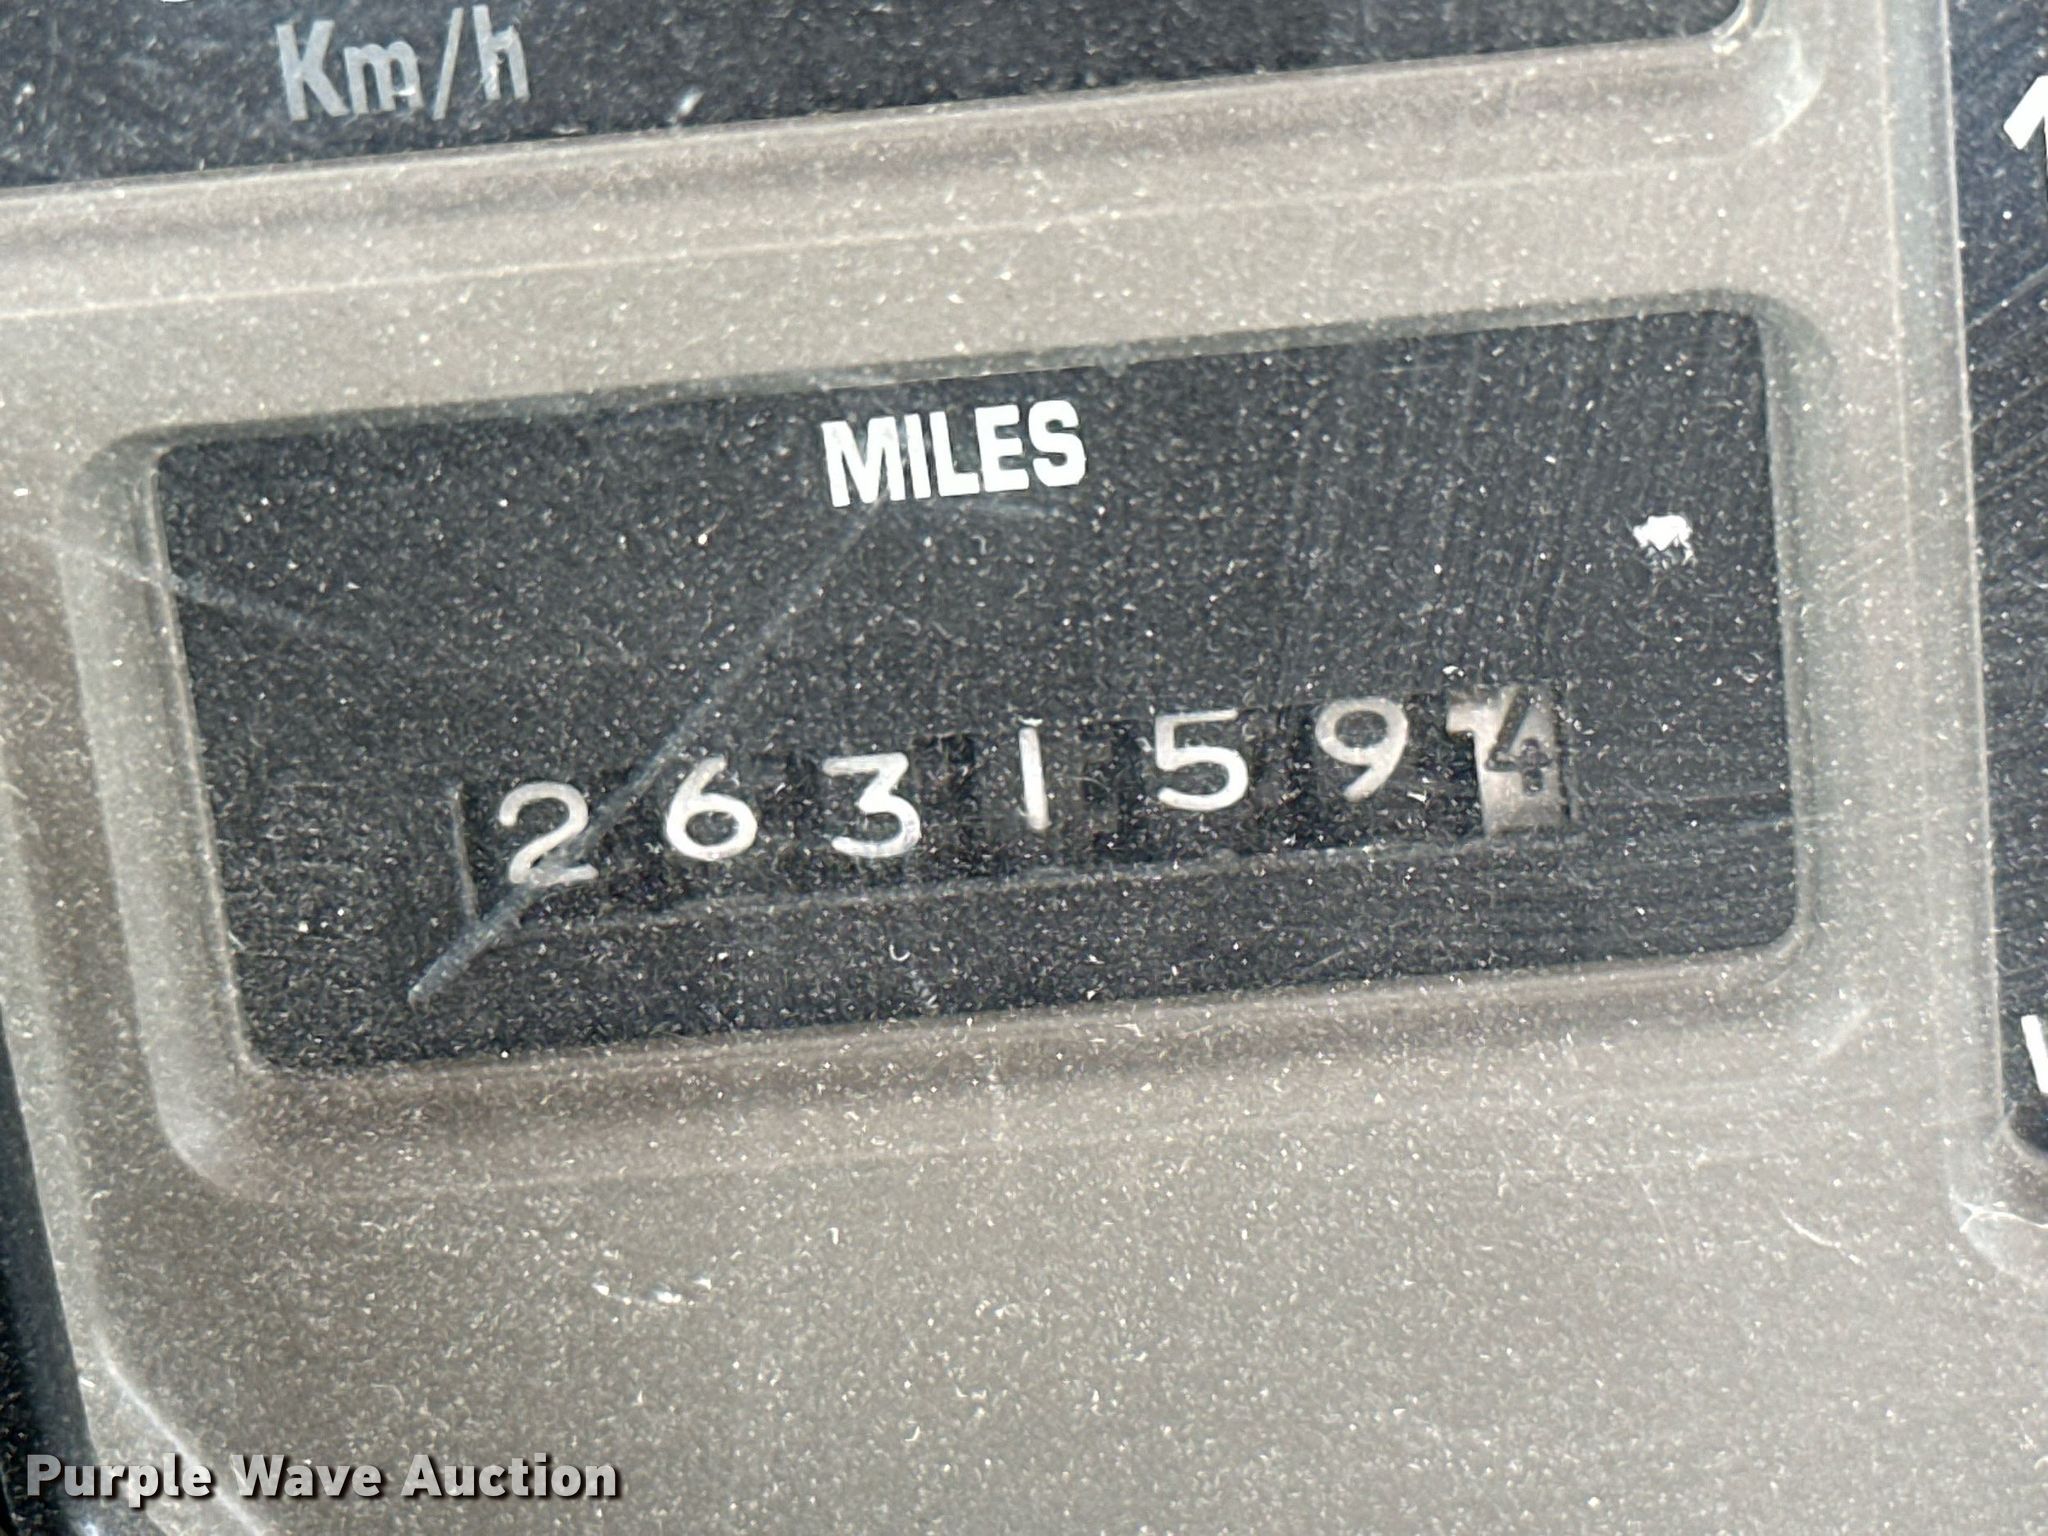 Km/h
MILES
2631594
Purple Wave Auction